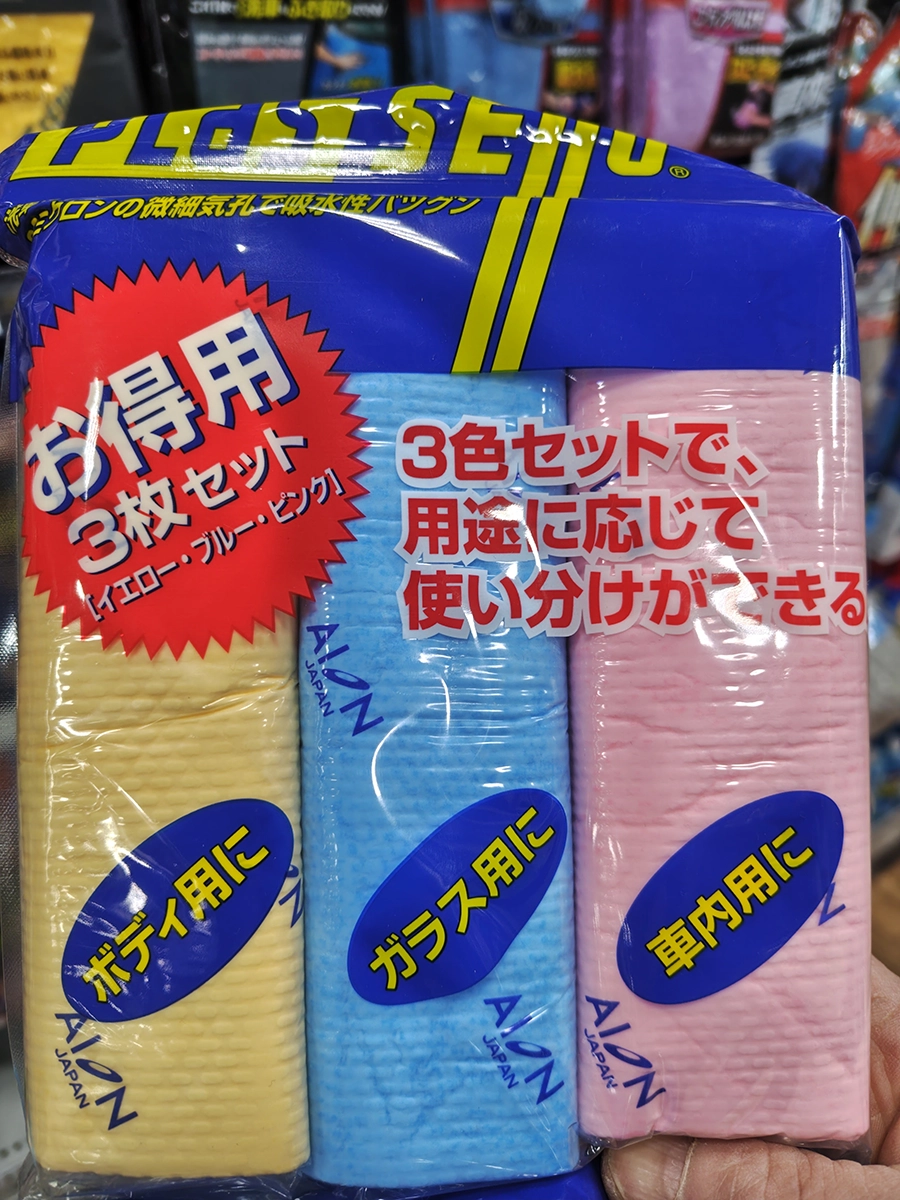 PLAS SENU®
ロンの微細気孔で吸水性バツグン
お得用
3枚セット
[イエロー・ブルー・ピンク]
3色セットで、
用途に応じて
使い分けができる
AION
JAPAN
ボディ用に
ガラス用に
車内用に
AION
JAPAN
AION
JAPAN
AION
JAPAN